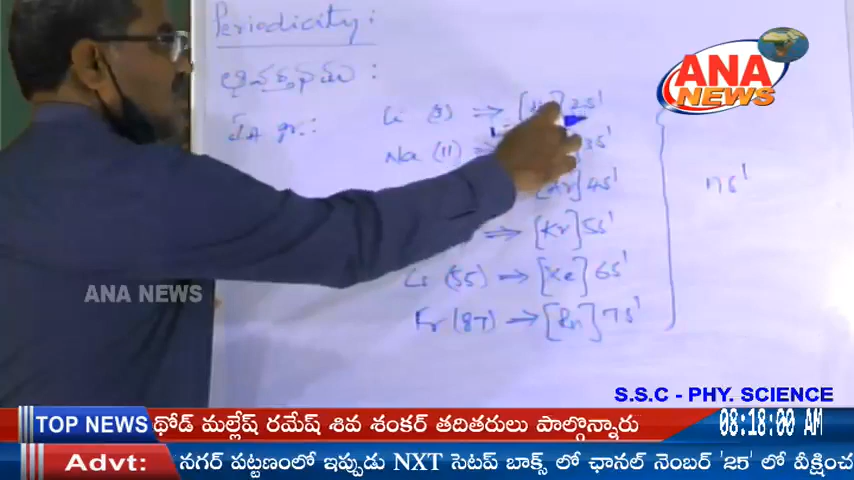 Periodicity:
ఆవర్తనము:
IA gr.:
Li (3) ⇒ [He] 2s¹
Na (11) 3s¹
[Ar] 4s¹
⇒ [Kr] 5s¹
Cs (55) → [Xe] 6s¹
Fr (87) → [Rn] 7s¹
ns¹
ANA
NEWS
ANA NEWS
S.S.C - PHY. SCIENCE
TOP NEWS థోడ్ మల్లేష్ రమేష్ శివ శంకర్ తదితరులు పాల్గొన్నారు
08:18:00 AM
Advt: నగర్ పట్టణంలో ఇప్పుడు NXT సెటప్ బాక్స్ లో ఛానల్ నెంబర్ '25' లో వీక్షించ